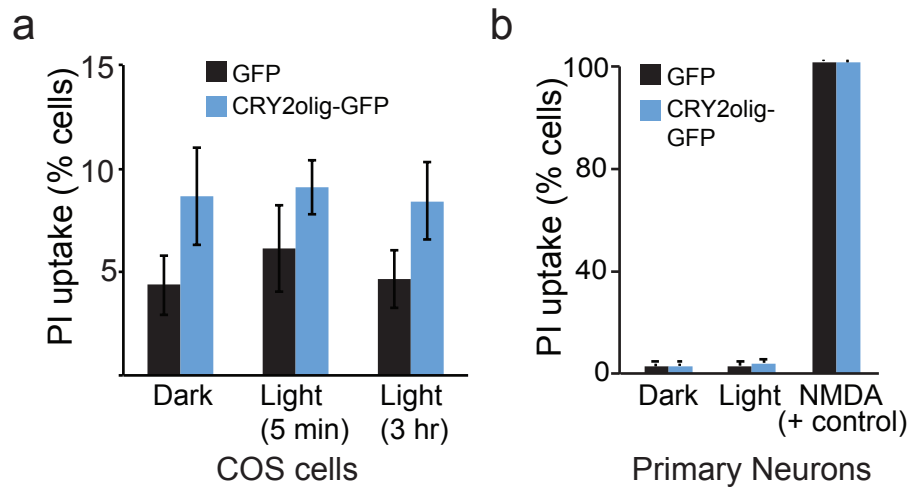 a
15
10
5
PI uptake (% cells)
GFP
CRY2olig-GFP
Dark
Light
(5 min)
Light
(3 hr)
COS cells
b
100
80
40
0
PI uptake (% cells)
GFP
CRY2olig-
GFP
Dark
Light
NMDA
(+ control)
Primary Neurons